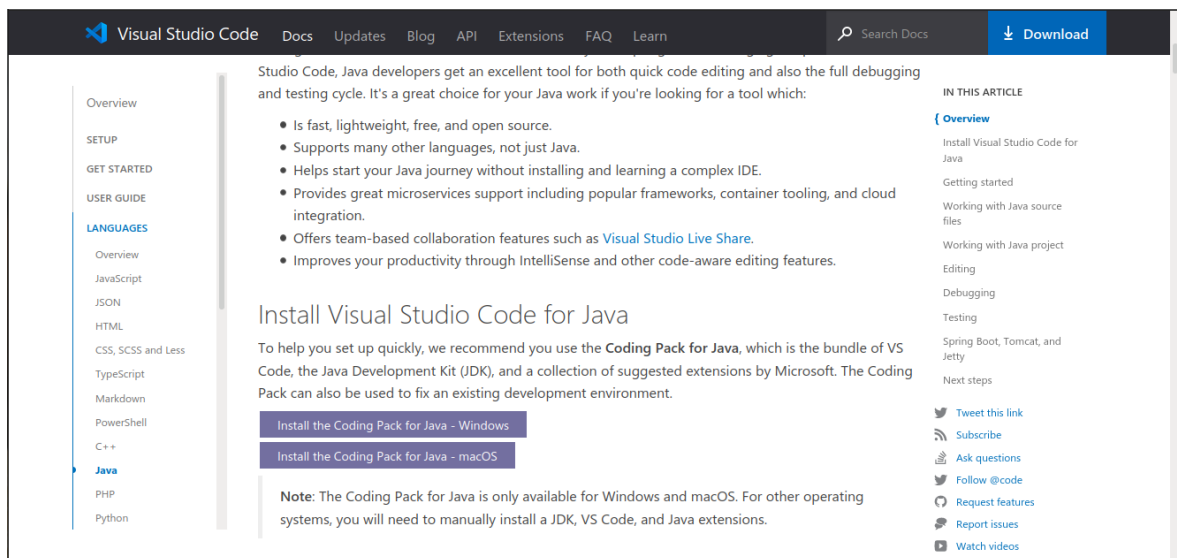 Visual Studio Code Docs Updates Blog API Extensions FAQ Learn Search Docs Download
Overview
SETUP
GET STARTED
USER GUIDE
LANGUAGES
Overview
JavaScript
JSON
HTML
CSS, SCSS and Less
TypeScript
Markdown
PowerShell
C++
Java
PHP
Python
Studio Code, Java developers get an excellent tool for both quick code editing and also the full debugging
and testing cycle. It's a great choice for your Java work if you're looking for a tool which:
• Is fast, lightweight, free, and open source.
• Supports many other languages, not just Java.
• Helps start your Java journey without installing and learning a complex IDE.
• Provides great microservices support including popular frameworks, container tooling, and cloud
integration.
• Offers team-based collaboration features such as Visual Studio Live Share.
• Improves your productivity through IntelliSense and other code-aware editing features.
Install Visual Studio Code for Java
To help you set up quickly, we recommend you use the Coding Pack for Java, which is the bundle of VS
Code, the Java Development Kit (JDK), and a collection of suggested extensions by Microsoft. The Coding
Pack can also be used to fix an existing development environment.
Install the Coding Pack for Java - Windows
Install the Coding Pack for Java - macOS
Note: The Coding Pack for Java is only available for Windows and macOS. For other operating
systems, you will need to manually install a JDK, VS Code, and Java extensions.
IN THIS ARTICLE
{ Overview
Install Visual Studio Code for
Java
Getting started
Working with Java source
files
Working with Java project
Editing
Debugging
Testing
Spring Boot, Tomcat, and
Jetty
Next steps
Tweet this link
Subscribe
Ask questions
Follow @code
Request features
Report issues
Watch videos